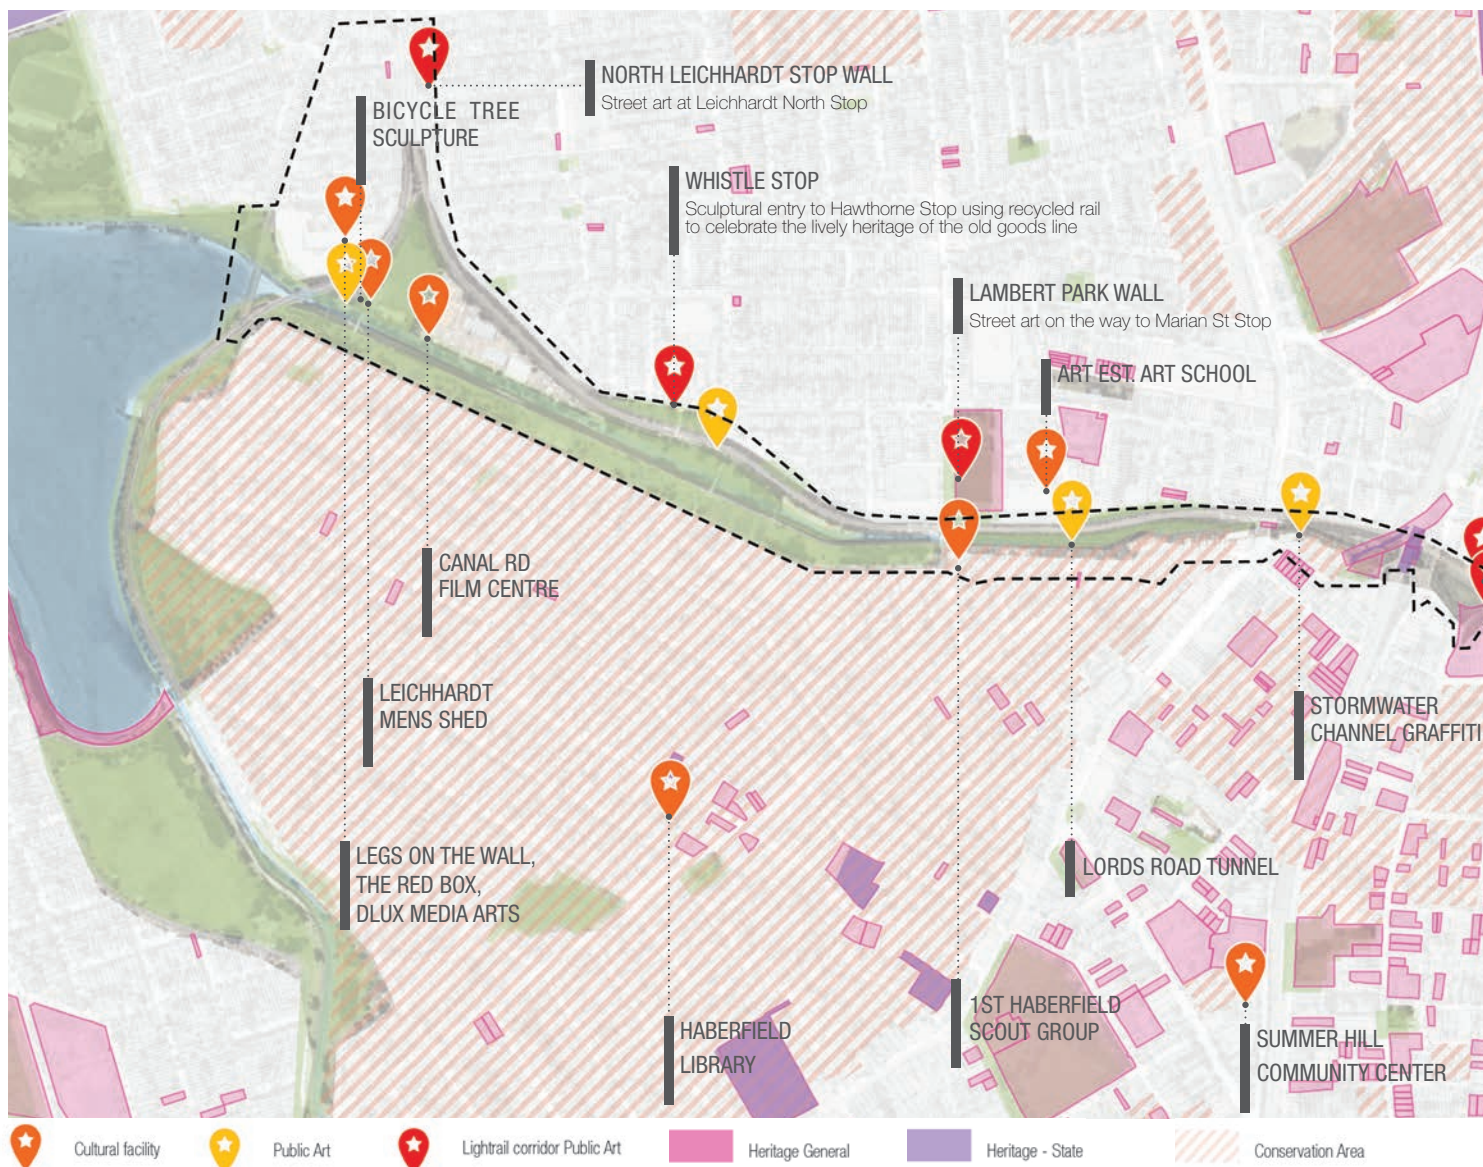 NORTH LEICHHARDT STOP WALL
Street art at Leichhardt North Stop
BICYCLE TREE
SCULPTURE
WHISTLE STOP
Sculptural entry to Hawthorne Stop using recycled rail
to celebrate the lively heritage of the old goods line
LAMBERT PARK WALL
Street art on the way to Marian St Stop
ART EST. ART SCHOOL
CANAL RD
FILM CENTRE
LEICHHARDT
MENS SHED
STORMWATER
CHANNEL GRAFFITI
LEGS ON THE WALL,
THE RED BOX,
DLUX MEDIA ARTS
LORDS ROAD TUNNEL
HABERFIELD
LIBRARY
1ST HABERFIELD
SCOUT GROUP
SUMMER HILL
COMMUNITY CENTER
Cultural facility
Public Art
Lightrail corridor Public Art
Heritage General
Heritage - State
Conservation Area